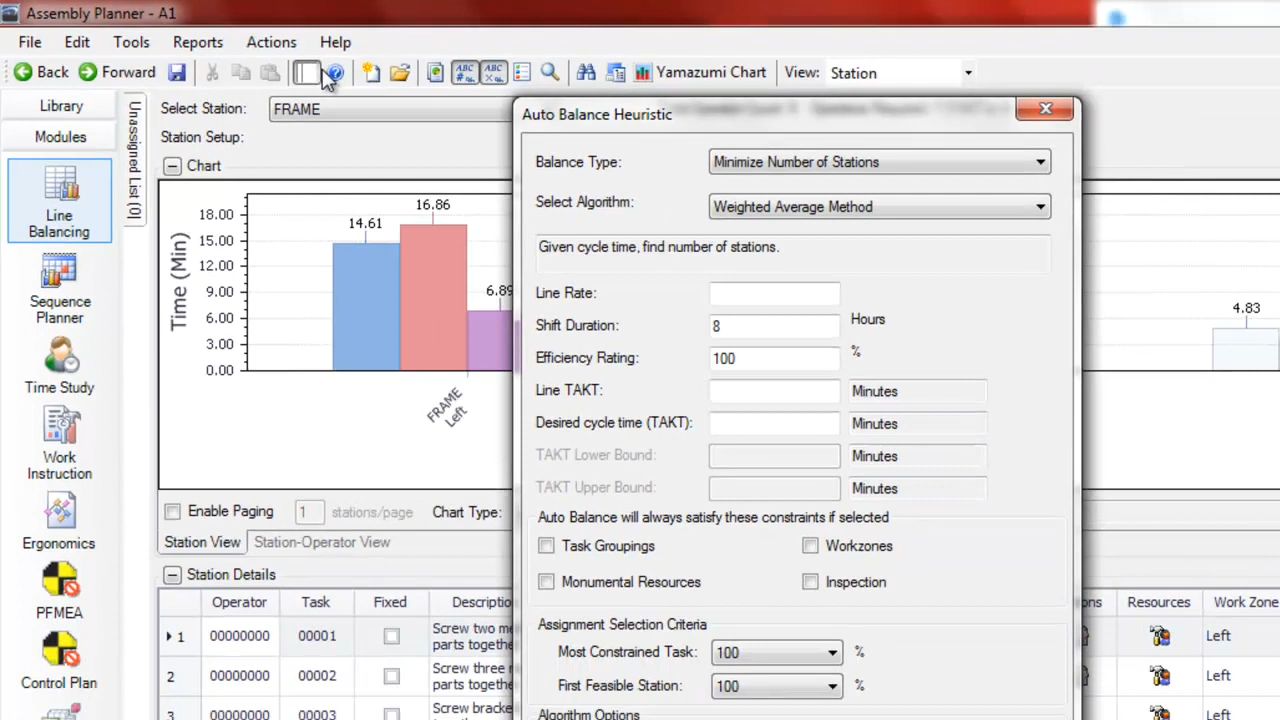 Assembly Planner - A1
File Edit Tools Reports Actions Help
Back Forward ABC #% ABC X% Yamazumi Chart View: Station
Library
Modules
Line Balancing
Sequence Planner
Time Study
Work Instruction
Ergonomics
PFMEA
Control Plan
Unassigned List (0)
Select Station: FRAME
Station Setup:
Chart
Time (Min)
18.00
15.00
12.00
9.00
6.00
3.00
0.00
14.61
16.86
6.89
4.83
FRAME
Left
Enable Paging 1 stations/page Chart Type:
Station View Station-Operator View
Station Details
Operator Task Fixed Resources Work Zone
1 00000000 00001 Screw two Left
parts
2 00000000 00002 Screw three Left
parts
3 00000000 00003 Left
Auto Balance Heuristic
Balance Type: Minimize Number of Stations
Select Algorithm: Weighted Average Method
Given cycle time, find number of stations.
Line Rate:
Shift Duration: 8 Hours
Efficiency Rating: 100 %
Line TAKT: Minutes
Desired cycle time (TAKT): Minutes
TAKT Lower Bound: Minutes
TAKT Upper Bound: Minutes
Auto Balance will always satisfy these constraints if selected
Task Groupings Workzones
Monumental Resources Inspection
Assignment Selection Criteria
Most Constrained Task: 100 %
First Feasible Station: 100 %
Algorithm Options